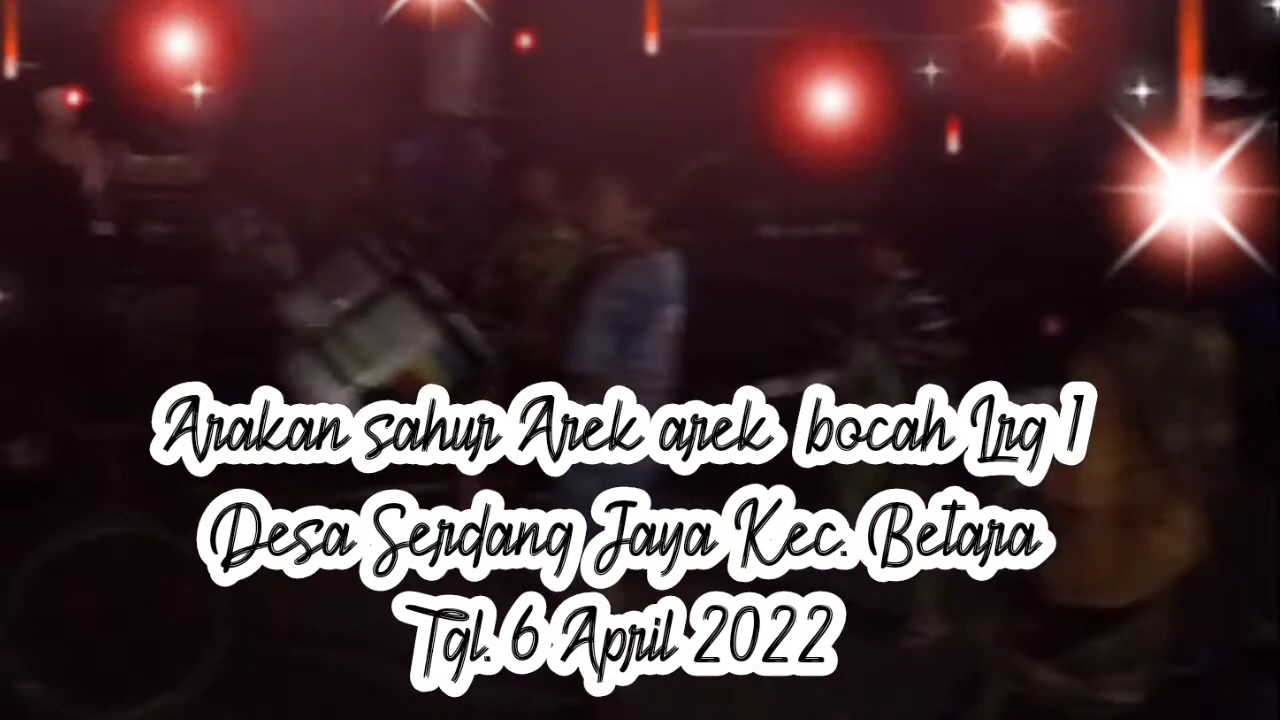 Arakan sahur Arek arek bocah Lrg 1
Desa Serdang Jaya Kec. Betara
Tgl. 6 April 2022